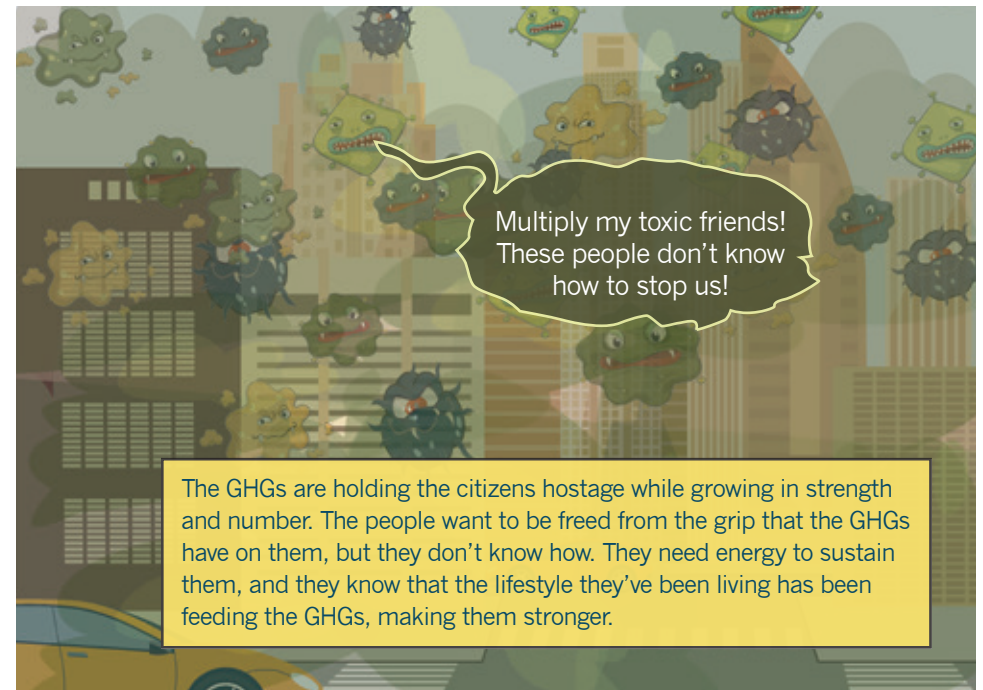 Multiply my toxic friends!
These people don’t know
how to stop us!
The GHGs are holding the citizens hostage while growing in strength
and number. The people want to be freed from the grip that the GHGs
have on them, but they don’t know how. They need energy to sustain
them, and they know that the lifestyle they’ve been living has been
feeding the GHGs, making them stronger.